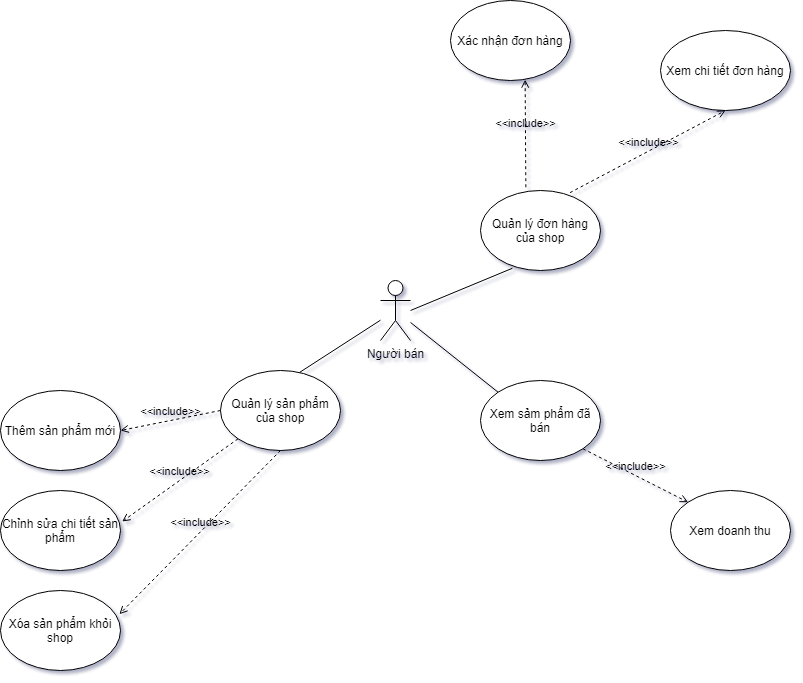 Xác nhận đơn hàng
Xem chi tiết đơn hàng
<<include>>
<<include>>
Quản lý đơn hàng
của shop
Người bán
Quản lý sản phẩm
của shop
Xem sảm phẩm đã
bán
<<include>>
Thêm sản phẩm mới
<<include>>
<<include>>
Chỉnh sửa chi tiết sản
phẩm
<<include>>
Xem doanh thu
Xóa sản phẩm khỏi
shop